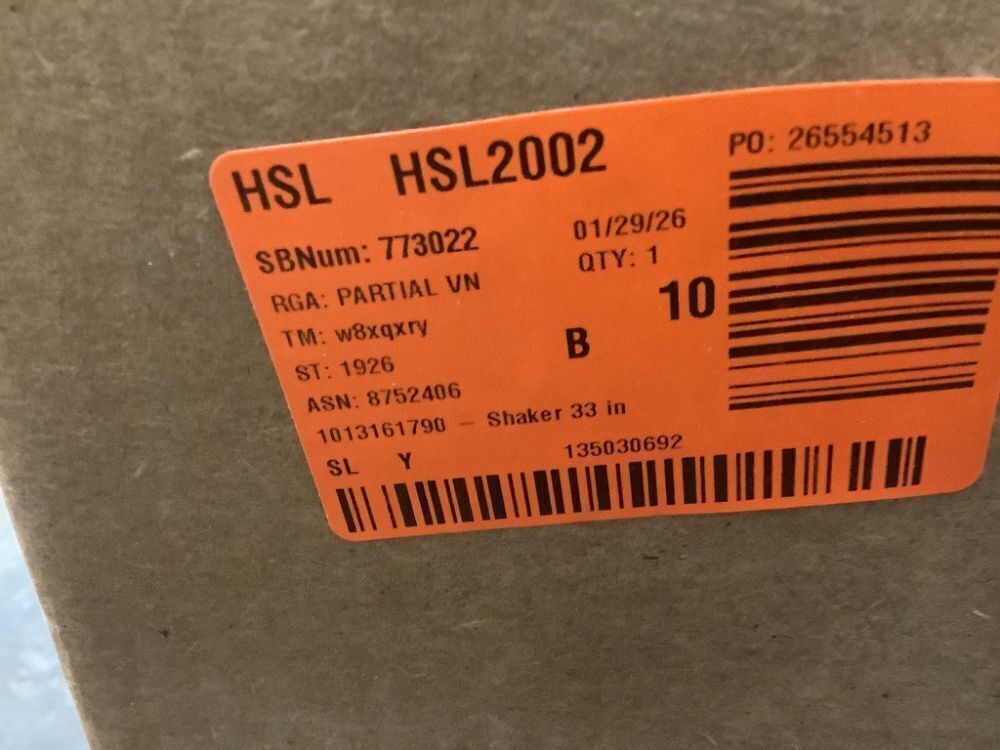 HSL HSL2002
PO: 26554513
SBNum: 773022 01/29/26
RGA: PARTIAL VN QTY: 1
TM: w8xqxry B 10
ST: 1926
ASN: 8752406
1013161790 – Shaker 33 in
SL Y 135030692